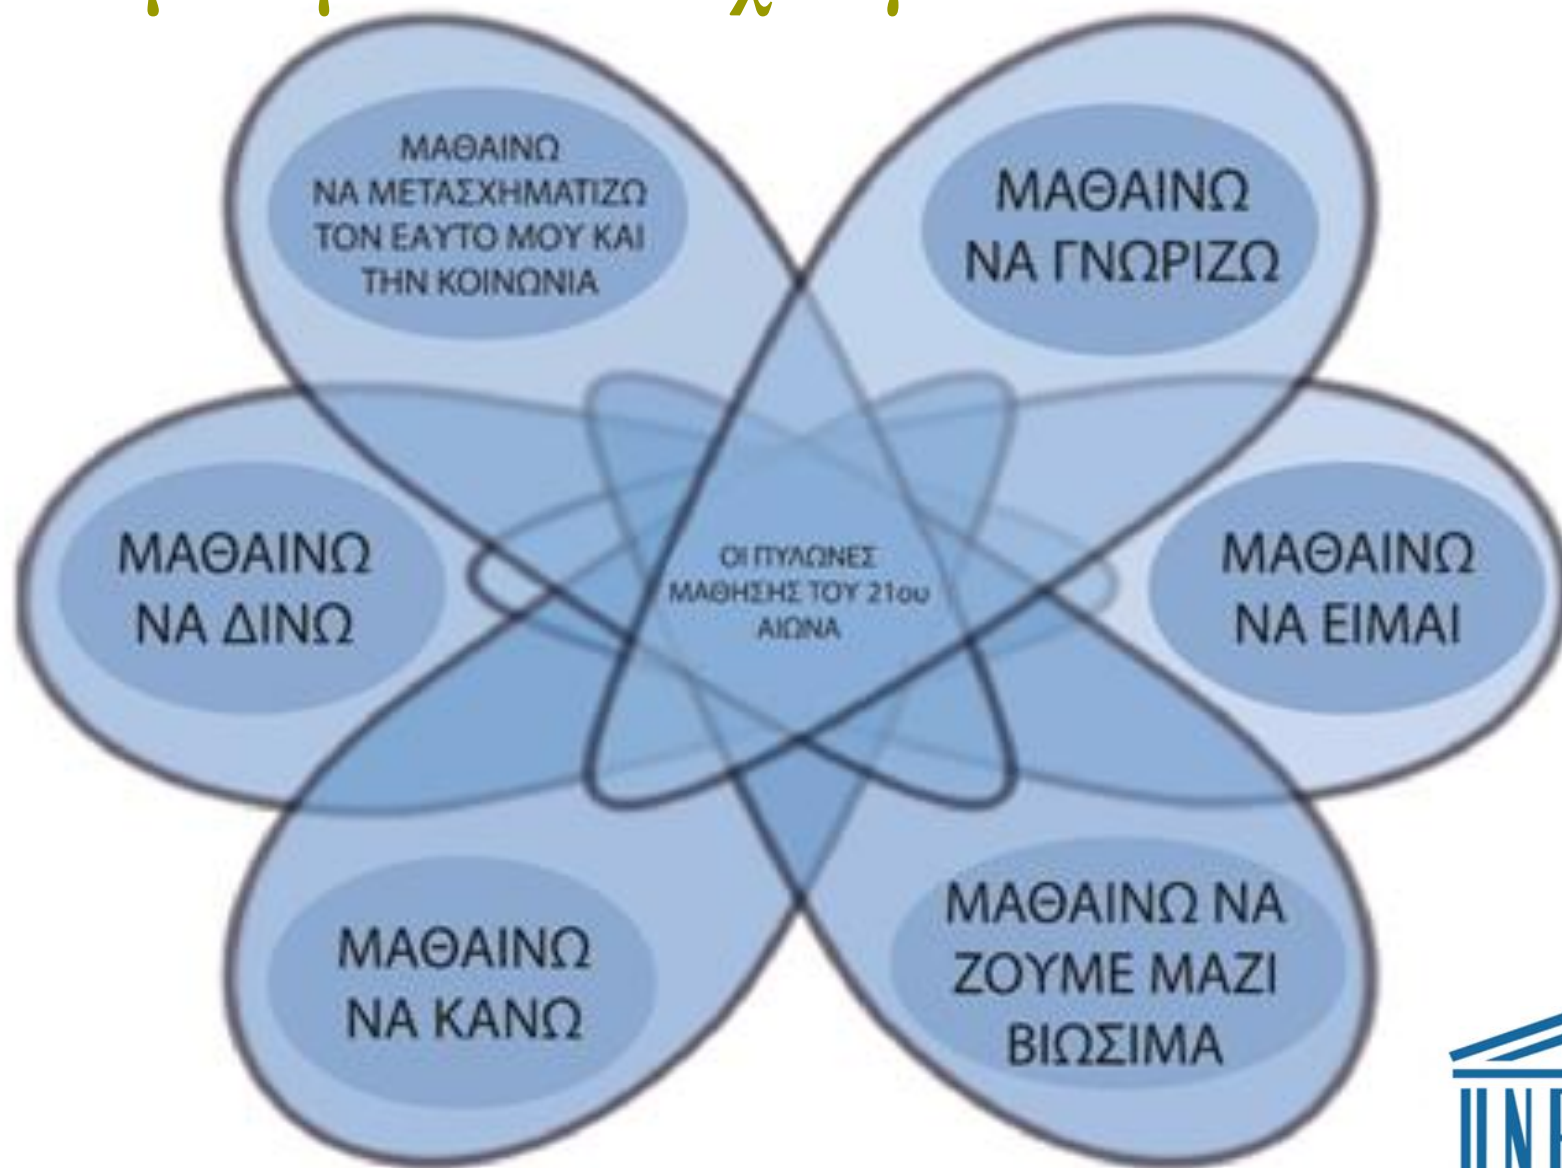 ΜΑΘΑΙΝΩ
ΝΑ ΜΕΤΑΣΧΗΜΑΤΙΖΩ
ΤΟΝ ΕΑΥΤΟ ΜΟΥ ΚΑΙ
ΤΗΝ ΚΟΙΝΩΝΙΑ
ΜΑΘΑΙΝΩ
ΝΑ ΓΝΩΡΙΖΩ
ΜΑΘΑΙΝΩ
ΝΑ ΔΙΝΩ
ΟΙ ΠΥΛΩΝΕΣ
ΜΑΘΗΣΗΣ ΤΟΥ 21ου
ΑΙΩΝΑ
ΜΑΘΑΙΝΩ
ΝΑ ΕΙΜΑΙ
ΜΑΘΑΙΝΩ
ΝΑ ΚΑΝΩ
ΜΑΘΑΙΝΩ ΝΑ
ΖΟΥΜΕ ΜΑΖΙ
ΒΙΩΣΙΜΑ